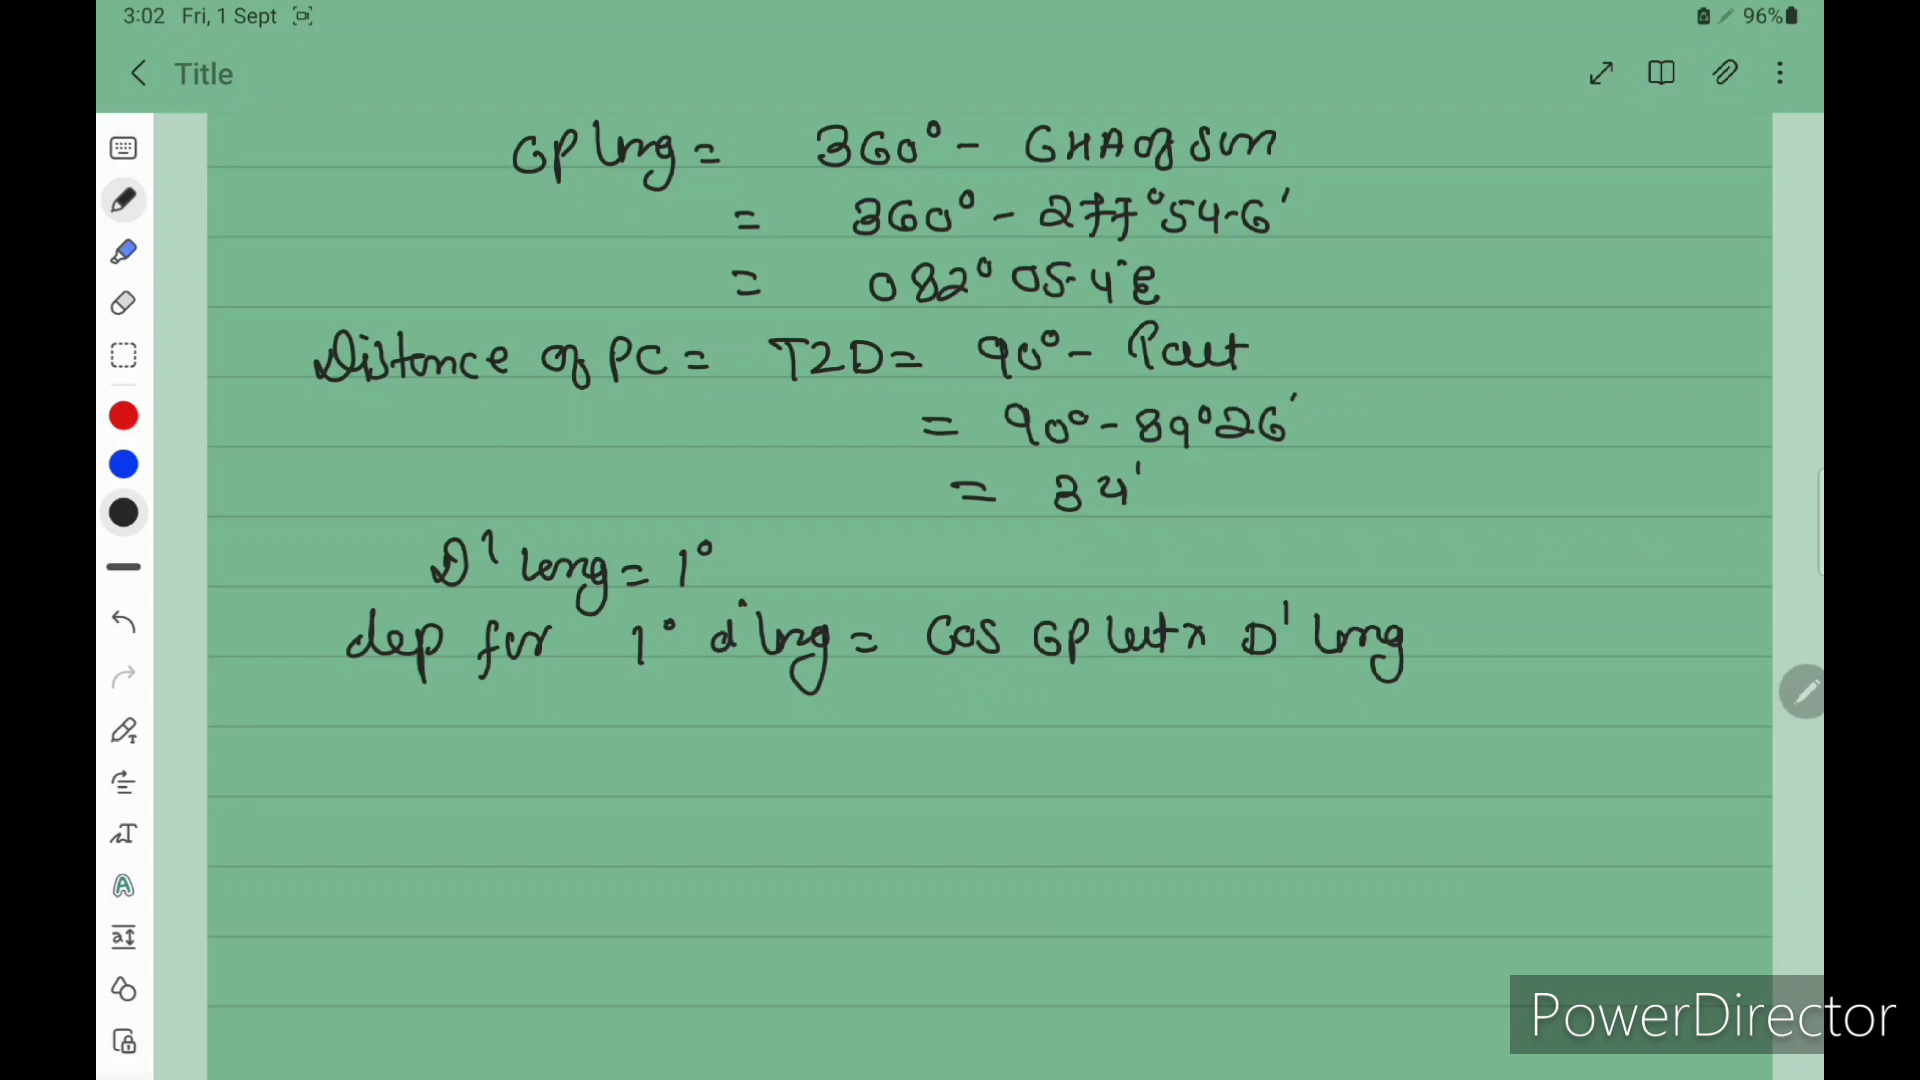 3:02 Fri, 1 Sept 96%
Title
GP long = 360° - GHA of sun
= 360° - 277° 54.6'
= 082° 05.4' E
Distance of PC = TZD = 90° - Talt
= 90° - 89° 26'
= 34'
D' long = 1°
dep for 1° d'long = Cos GP lat x D' long
PowerDirector